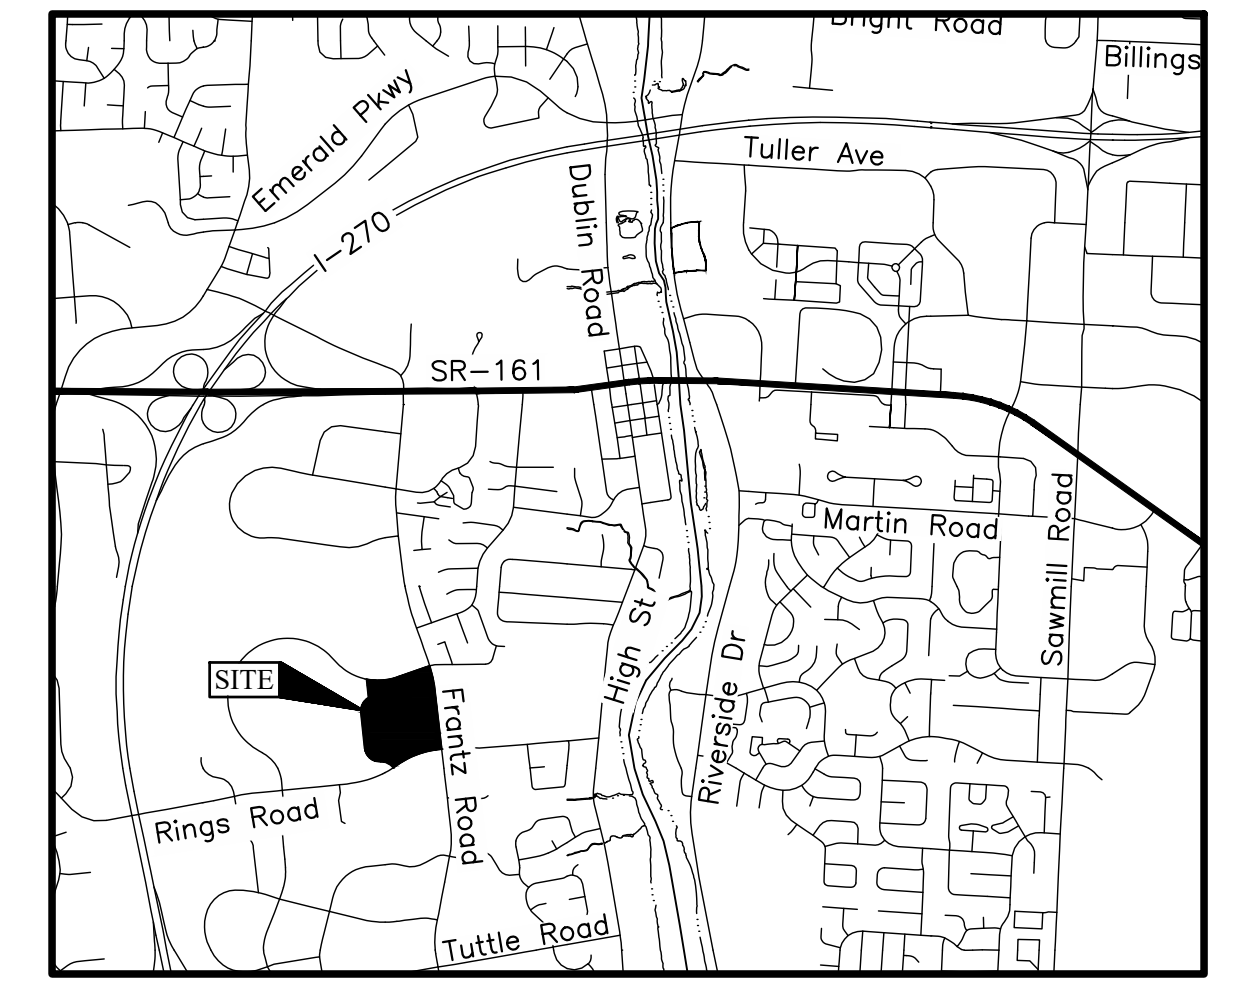 Bright Road
Billings
Emerald Pkwy
Tuller Ave
I-270
Dublin Road
SR-161
Martin Road
Sawmill Road
High St
Riverside Dr
SITE
Frantz Road
Rings Road
Tuttle Road